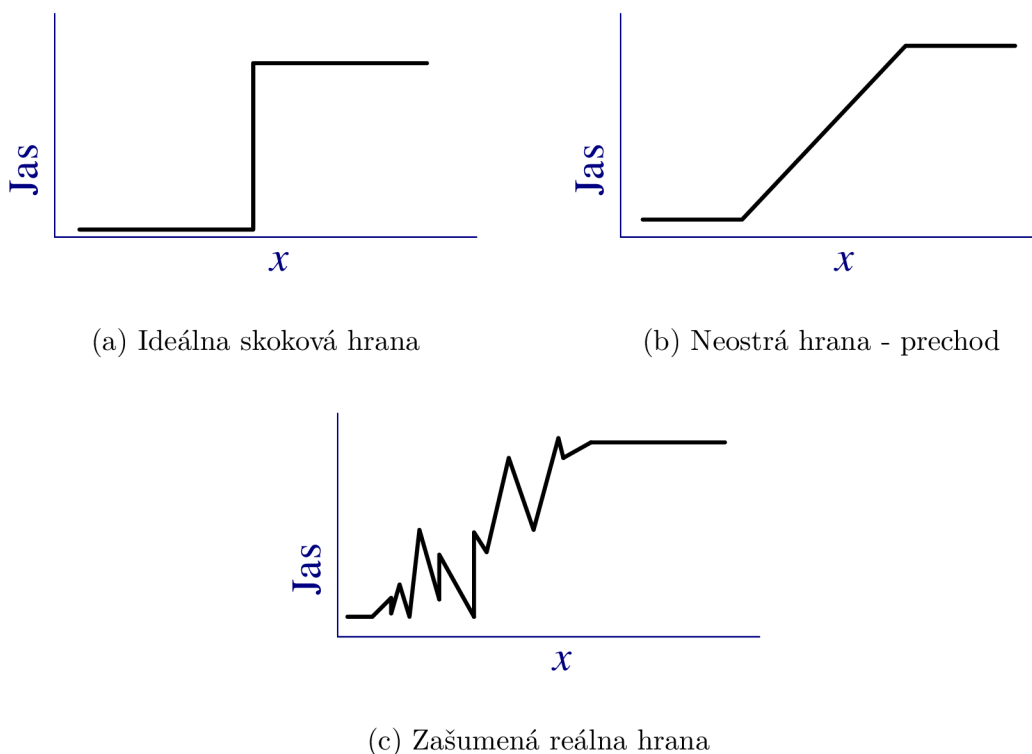 Jas
x
(a) Ideálna skoková hrana
Jas
x
(b) Neostrá hrana - prechod
Jas
x
(c) Zašumená reálna hrana